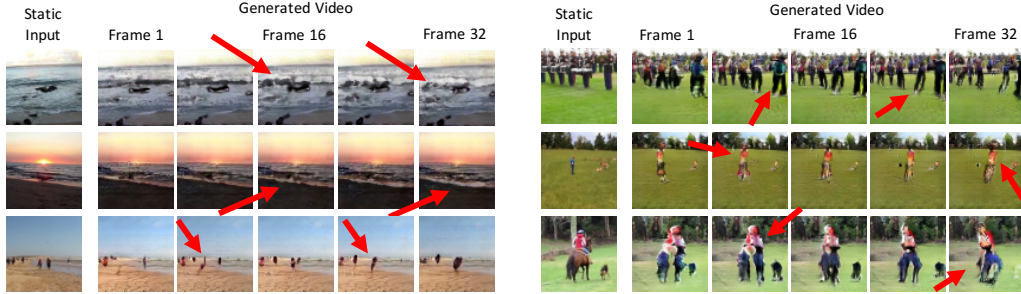 Static
Input
Generated Video
Frame 1
Frame 16
Frame 32
Static
Input
Generated Video
Frame 1
Frame 16
Frame 32